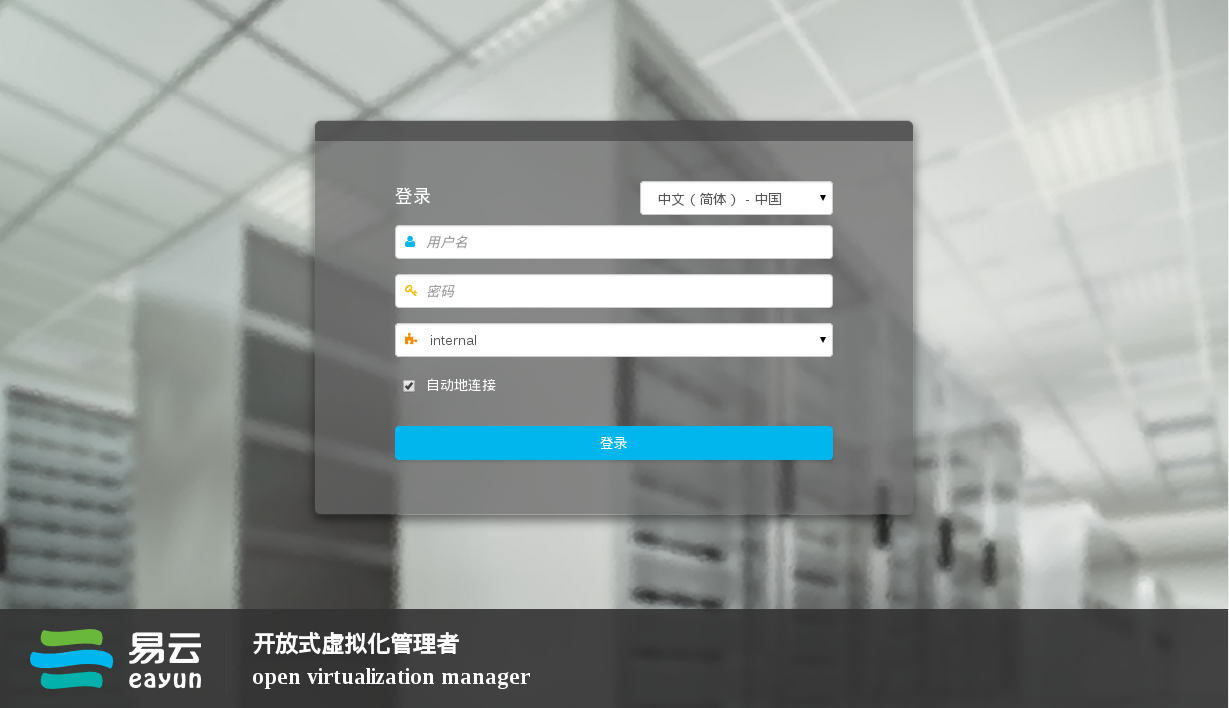 登录
中文（简体） - 中国
用户名
密码
internal
自动地连接
登录
易云
eayun
开放式虚拟化管理者
open virtualization manager